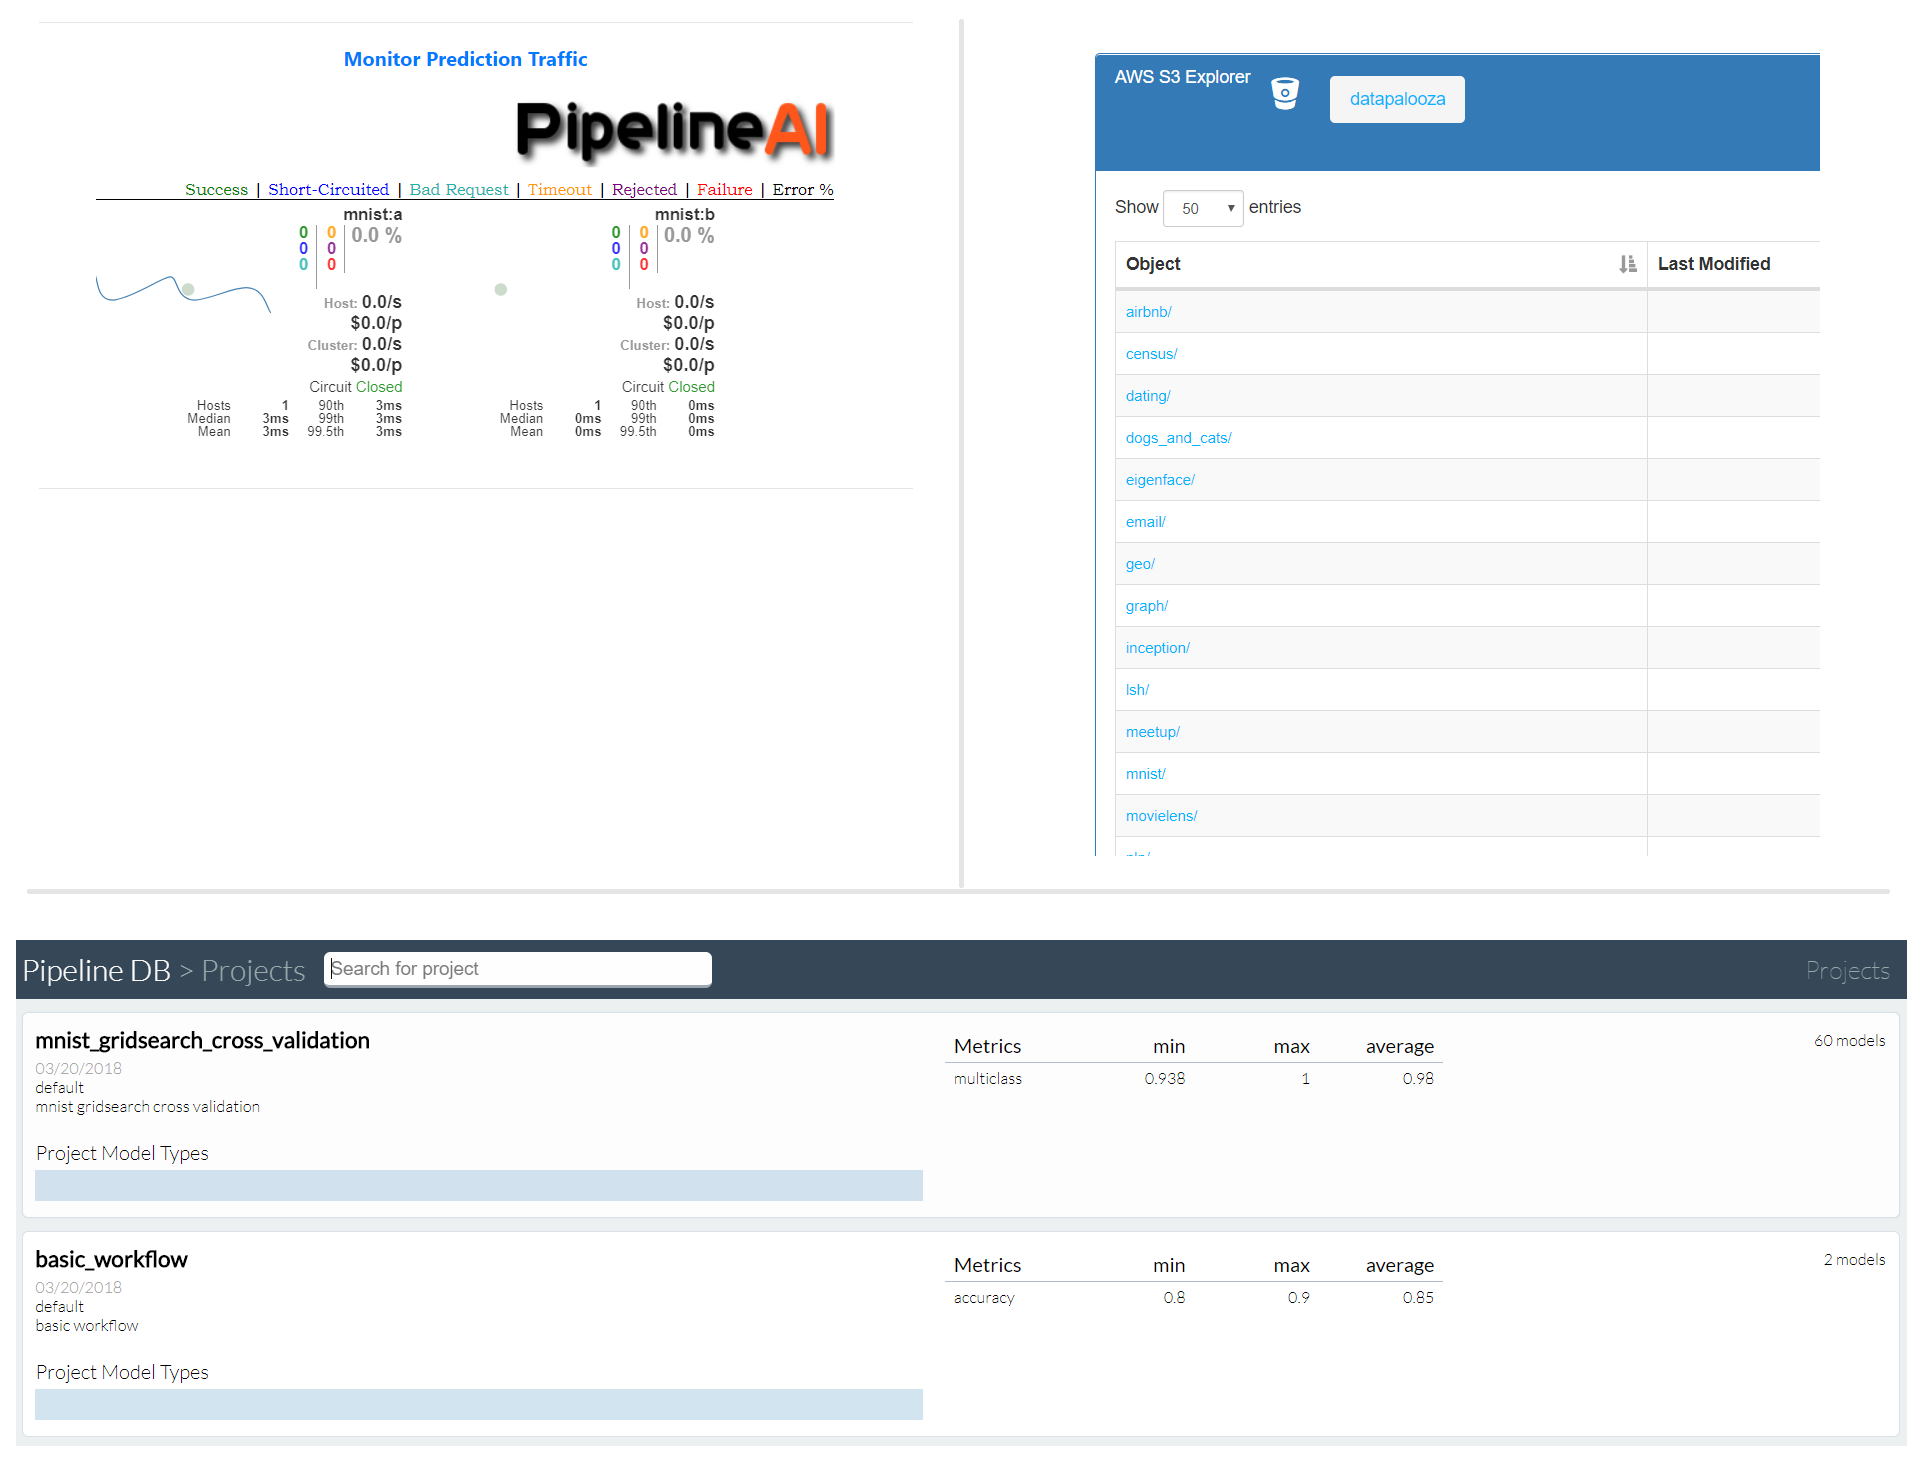 Monitor Prediction Traffic
PipelineAI
Success | Short-Circuited | Bad Request | Timeout | Rejected | Failure | Error %
mnist:a
0 0 0.0 %
0 0
0 0
Host: 0.0/s
$0.0/p
Cluster: 0.0/s
$0.0/p
Circuit Closed
Hosts 1 90th 3ms
Median 3ms 99th 3ms
Mean 3ms 99.5th 3ms
mnist:b
0 0 0.0 %
0 0
0 0
Host: 0.0/s
$0.0/p
Cluster: 0.0/s
$0.0/p
Circuit Closed
Hosts 1 90th 0ms
Median 0ms 99th 0ms
Mean 0ms 99.5th 0ms
AWS S3 Explorer datapalooza
Show 50 entries
Object Last Modified
airbnb/
census/
dating/
dogs_and_cats/
eigenface/
email/
geo/
graph/
inception/
lsh/
meetup/
mnist/
movielens/
Pipeline DB > Projects Search for project Projects
mnist_gridsearch_cross_validation
03/20/2018
default
mnist gridsearch cross validation
Project Model Types
Metrics min max average
multiclass 0.938 1 0.98
60 models
basic_workflow
03/20/2018
default
basic workflow
Project Model Types
Metrics min max average
accuracy 0.8 0.9 0.85
2 models